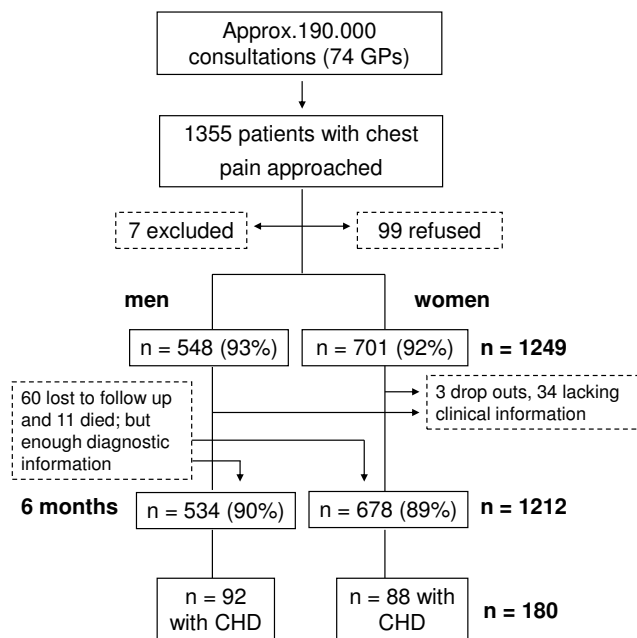 Approx.190.000
consultations (74 GPs)
1355 patients with chest
pain approached
7 excluded
99 refused
men
women
n = 548 (93%)
n = 701 (92%)
n = 1249
60 lost to follow up
and 11 died; but
enough diagnostic
information
3 drop outs, 34 lacking
clinical information
6 months
n = 534 (90%)
n = 678 (89%)
n = 1212
n = 92
with CHD
n = 88 with
CHD
n = 180